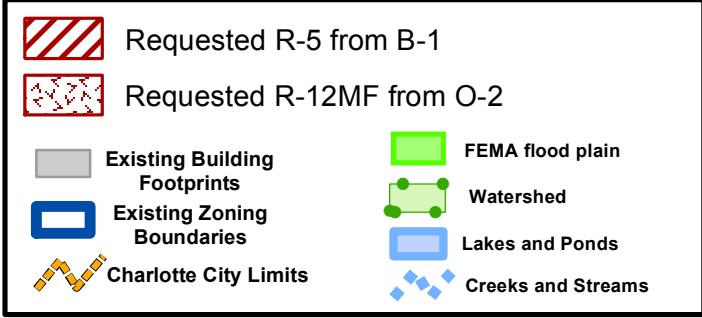 Requested R-5 from B-1
Requested R-12MF from O-2
Existing Building
Footprints
Existing Zoning
Boundaries
Charlotte City Limits
FEMA flood plain
Watershed
Lakes and Ponds
Creeks and Streams